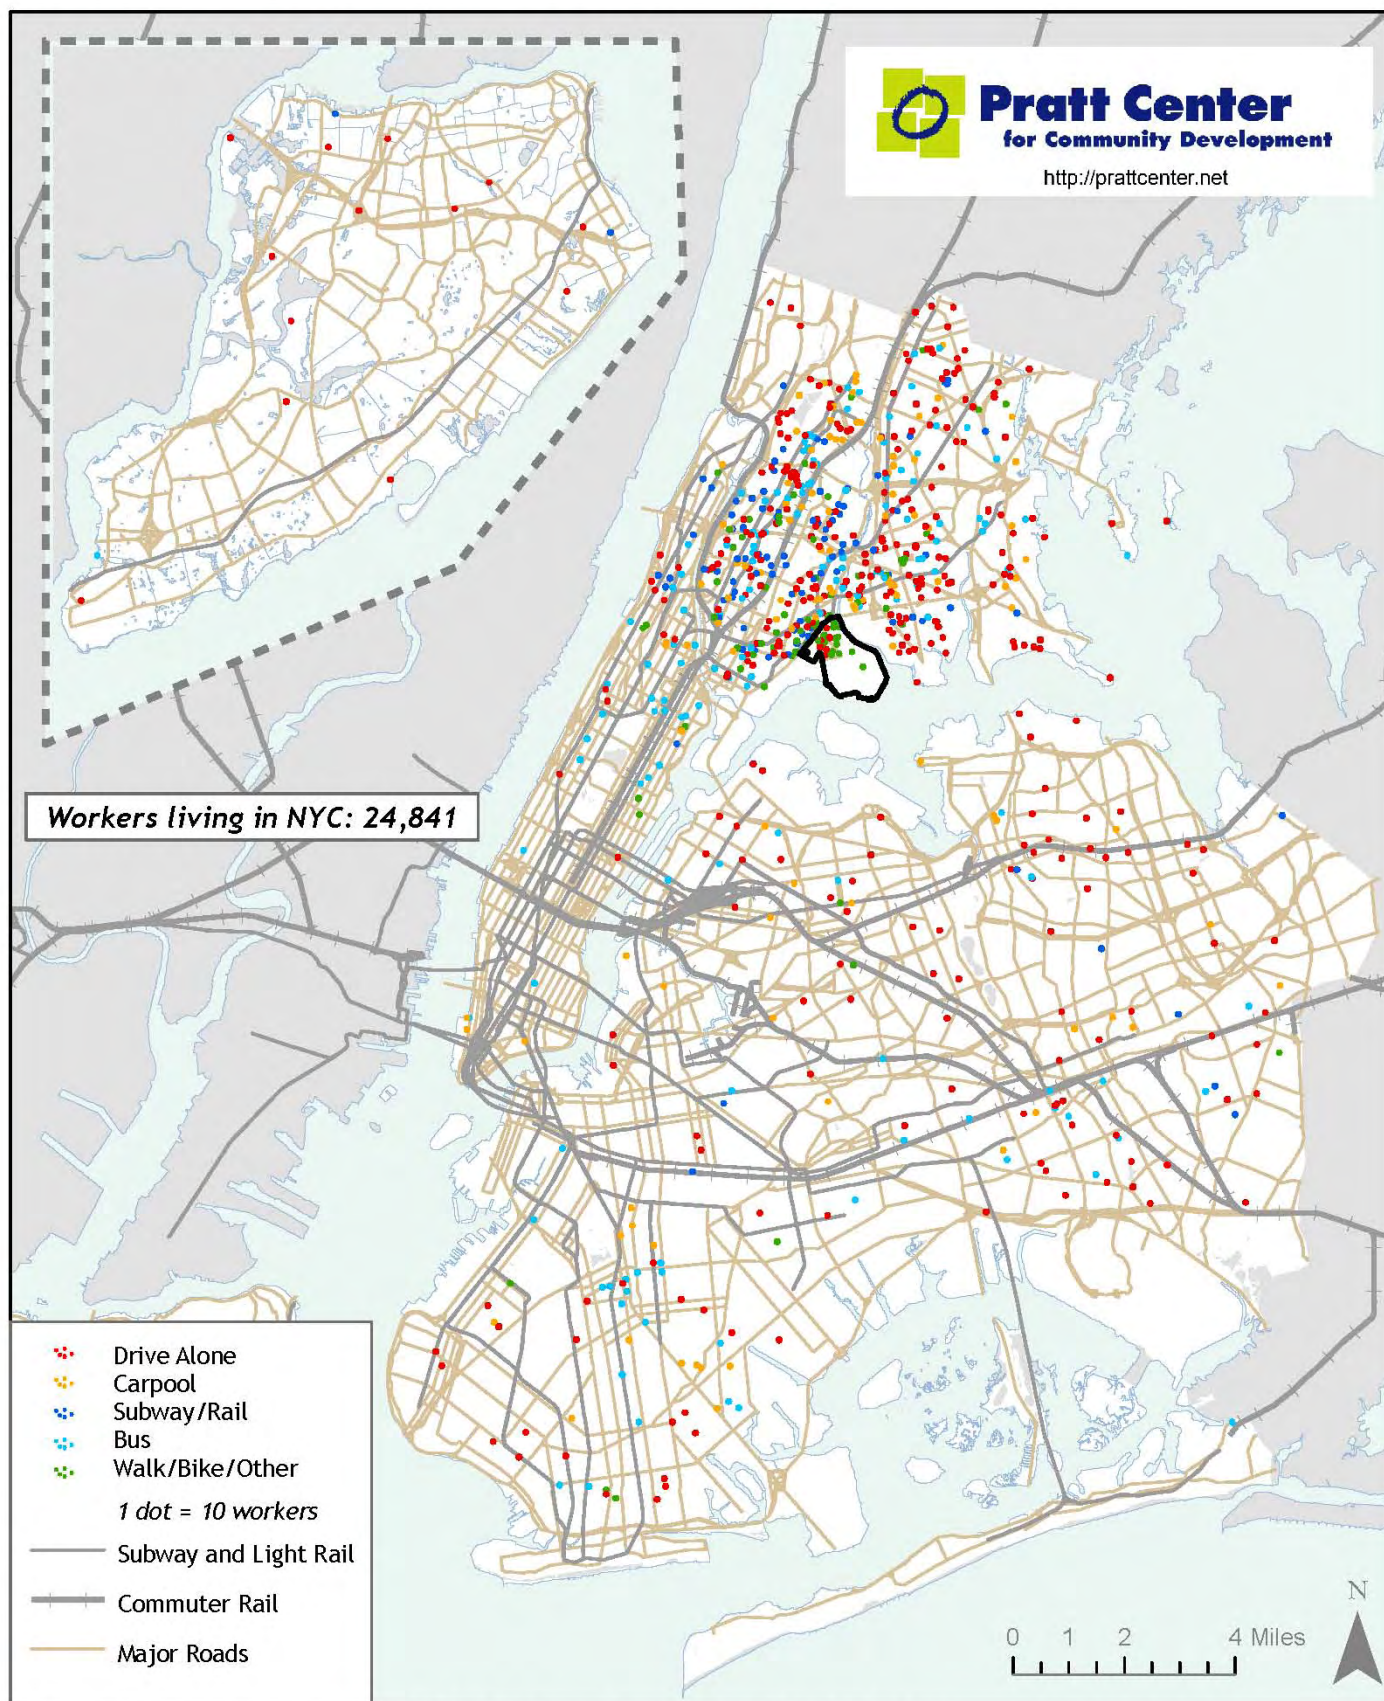 Pratt Center
for Community Development
http://prattcenter.net
Workers living in NYC: 24,841
Drive Alone
Carpool
Subway/Rail
Bus
Walk/Bike/Other
1 dot = 10 workers
Subway and Light Rail
Commuter Rail
Major Roads
N
0 1 2 4 Miles